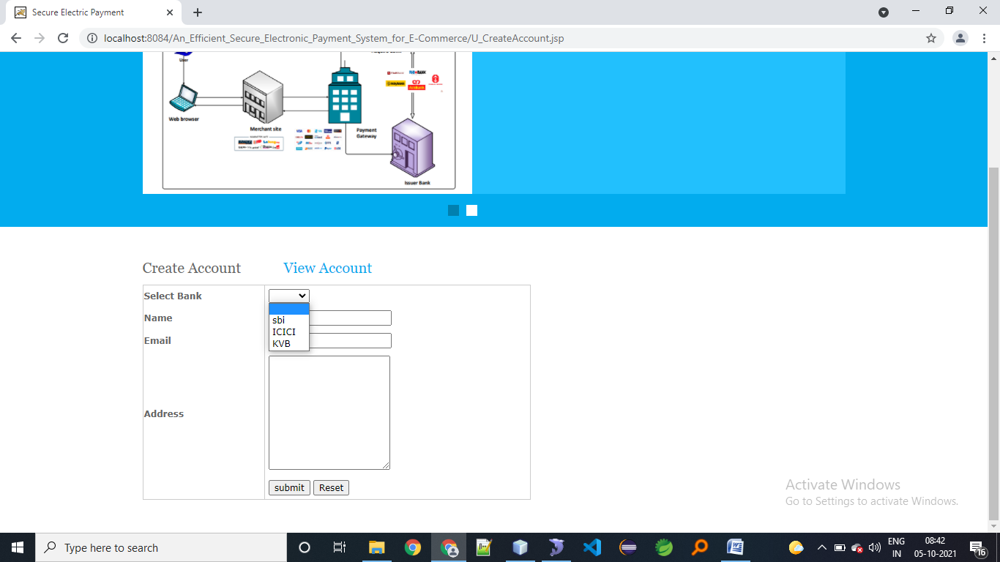 Secure Electric Payment
localhost:8084/An_Efficient_Secure_Electronic_Payment_System_for_E-Commerce/U_CreateAccount.jsp
User
Web browser
Merchant site
Payment
Gateway
Issuer Bank
Create Account View Account
Select Bank
sbi
ICICI
KVB
Name
Email
Address
submit Reset
Activate Windows
Go to Settings to activate Windows.
Type here to search
ENG
IN
08:42
05-10-2021
16